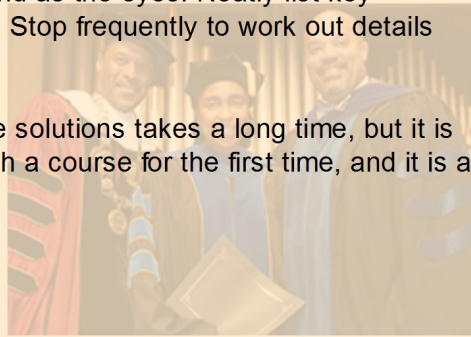 Stop frequently to work out details
solutions takes a long time, but it is
h a course for the first time, and it is a